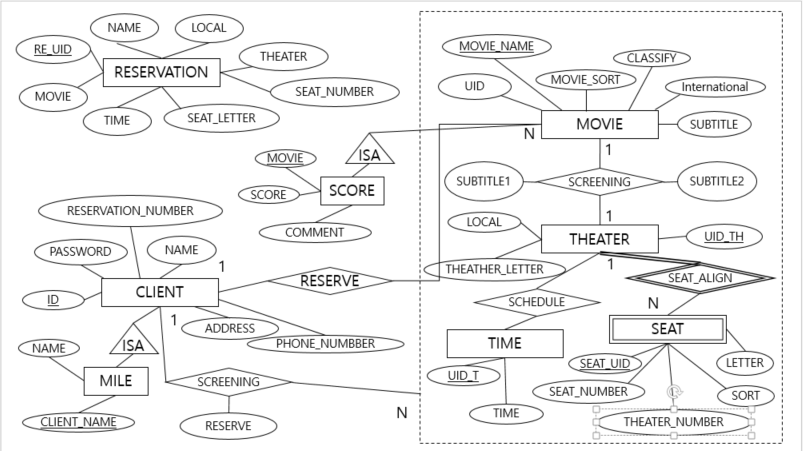 NAME
LOCAL
RE_UID
THEATER
RESERVATION
SEAT_NUMBER
MOVIE
TIME
SEAT_LETTER
MOVIE_NAME
CLASSIFY
MOVIE_SORT
UID
International
MOVIE
SUBTITLE
N
1
ISA
MOVIE
SCORE
SCORE
COMMENT
SUBTITLE1
SCREENING
SUBTITLE2
1
LOCAL
THEATER
UID_TH
THEATHER_LETTER
1
SEAT_ALIGN
SCHEDULE
N
RESERVATION_NUMBER
PASSWORD
NAME
1
RESERVE
ID
CLIENT
1
ADDRESS
PHONE_NUMBBER
ISA
NAME
MILE
CLIENT_NAME
SCREENING
N
RESERVE
TIME
UID_T
TIME
SEAT
SEAT_UID
LETTER
SEAT_NUMBER
SORT
THEATER_NUMBER